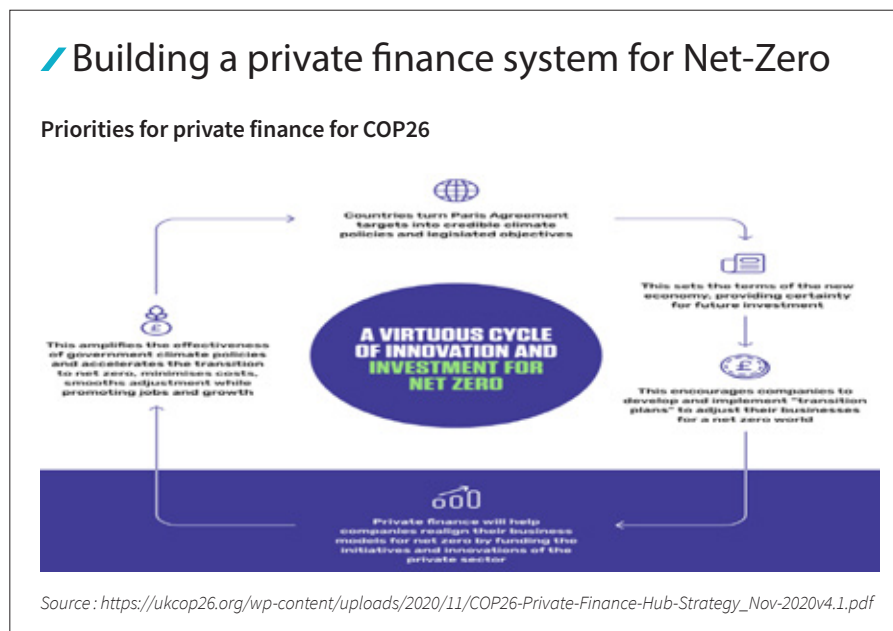 Building a private finance system for Net-Zero
Priorities for private finance for COP26
Countries turn Paris Agreement
targets into credible climate
policies and legislated objectives
This sets the terms of the new
economy, providing certainty
for future investment
This encourages companies to
develop and implement "transition
plans" to adjust their businesses
for a net zero world
Private finance will help
companies realign their business
models for net zero by funding the
initiatives and innovations of the
private sector
This amplifies the effectiveness
of government climate policies
and accelerates the transition
to net zero, minimises costs,
smooths adjustment while
promoting jobs and growth
£
£
A VIRTUOUS CYCLE
OF INNOVATION AND
INVESTMENT FOR
NET ZERO
Source : https://ukcop26.org/wp-content/uploads/2020/11/COP26-Private-Finance-Hub-Strategy_Nov-2020v4.1.pdf